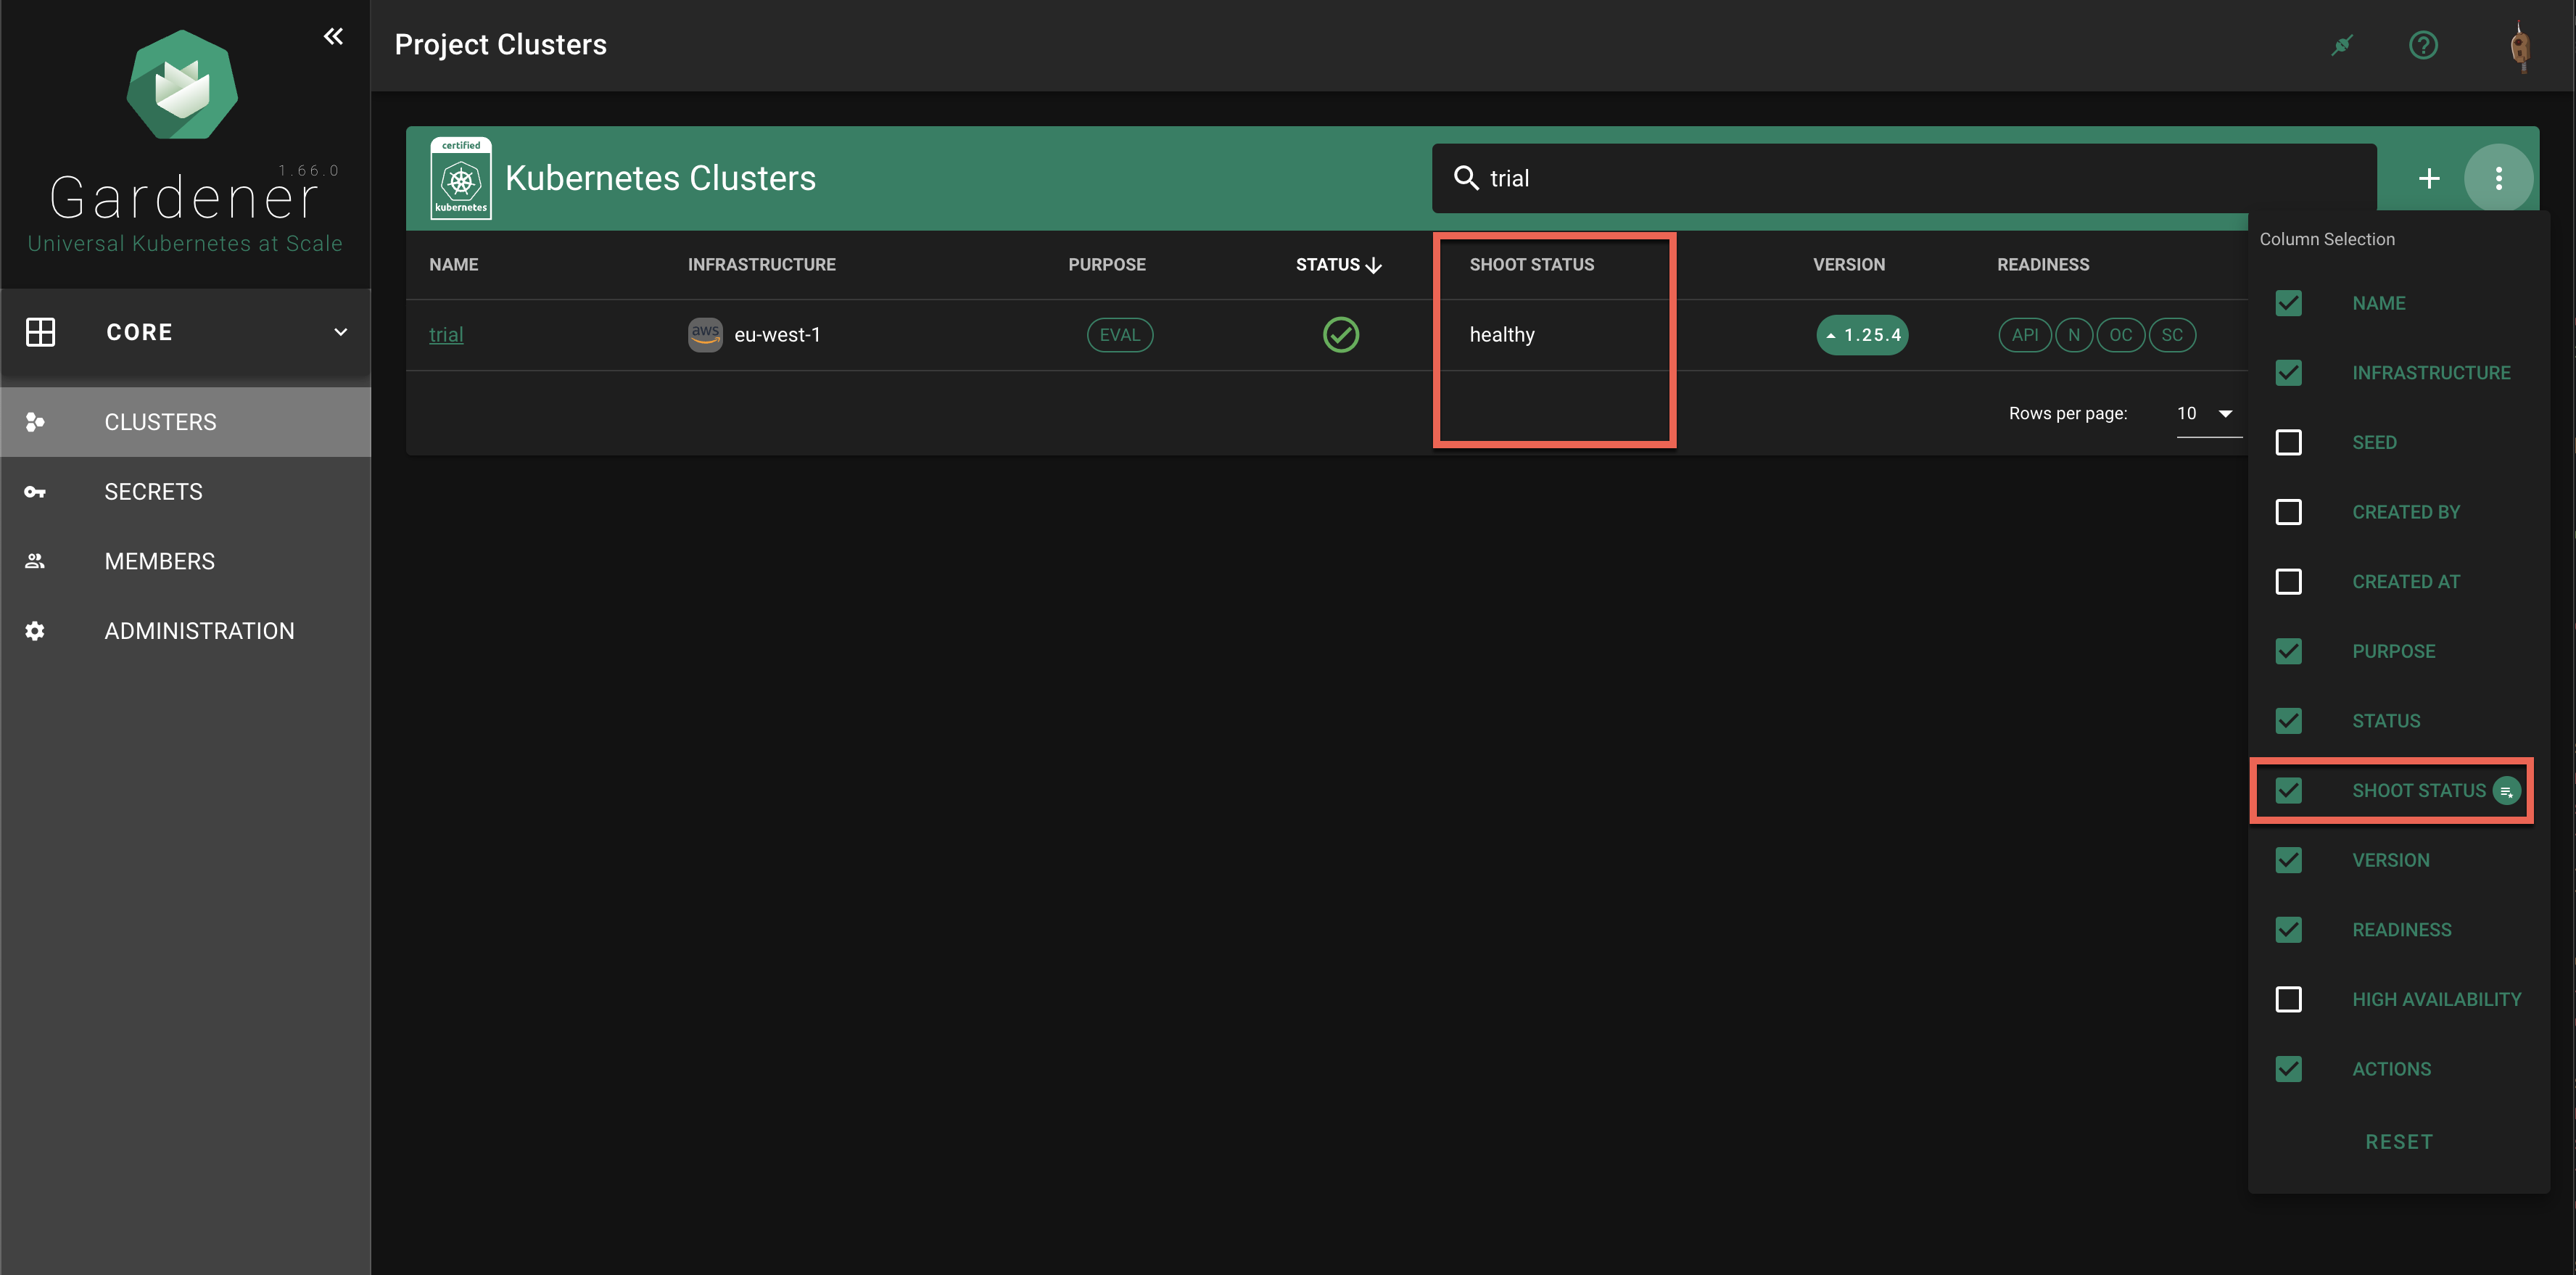 Project Clusters
1.66.0
Gardener
Universal Kubernetes at Scale
CORE
CLUSTERS
SECRETS
MEMBERS
ADMINISTRATION
certified
kubernetes
Kubernetes Clusters
trial
NAME INFRASTRUCTURE PURPOSE STATUS SHOOT STATUS VERSION READINESS
trial aws eu-west-1 EVAL healthy 1.25.4 API N OC SC
Rows per page: 10
Column Selection
NAME
INFRASTRUCTURE
SEED
CREATED BY
CREATED AT
PURPOSE
STATUS
SHOOT STATUS
VERSION
READINESS
HIGH AVAILABILITY
ACTIONS
RESET